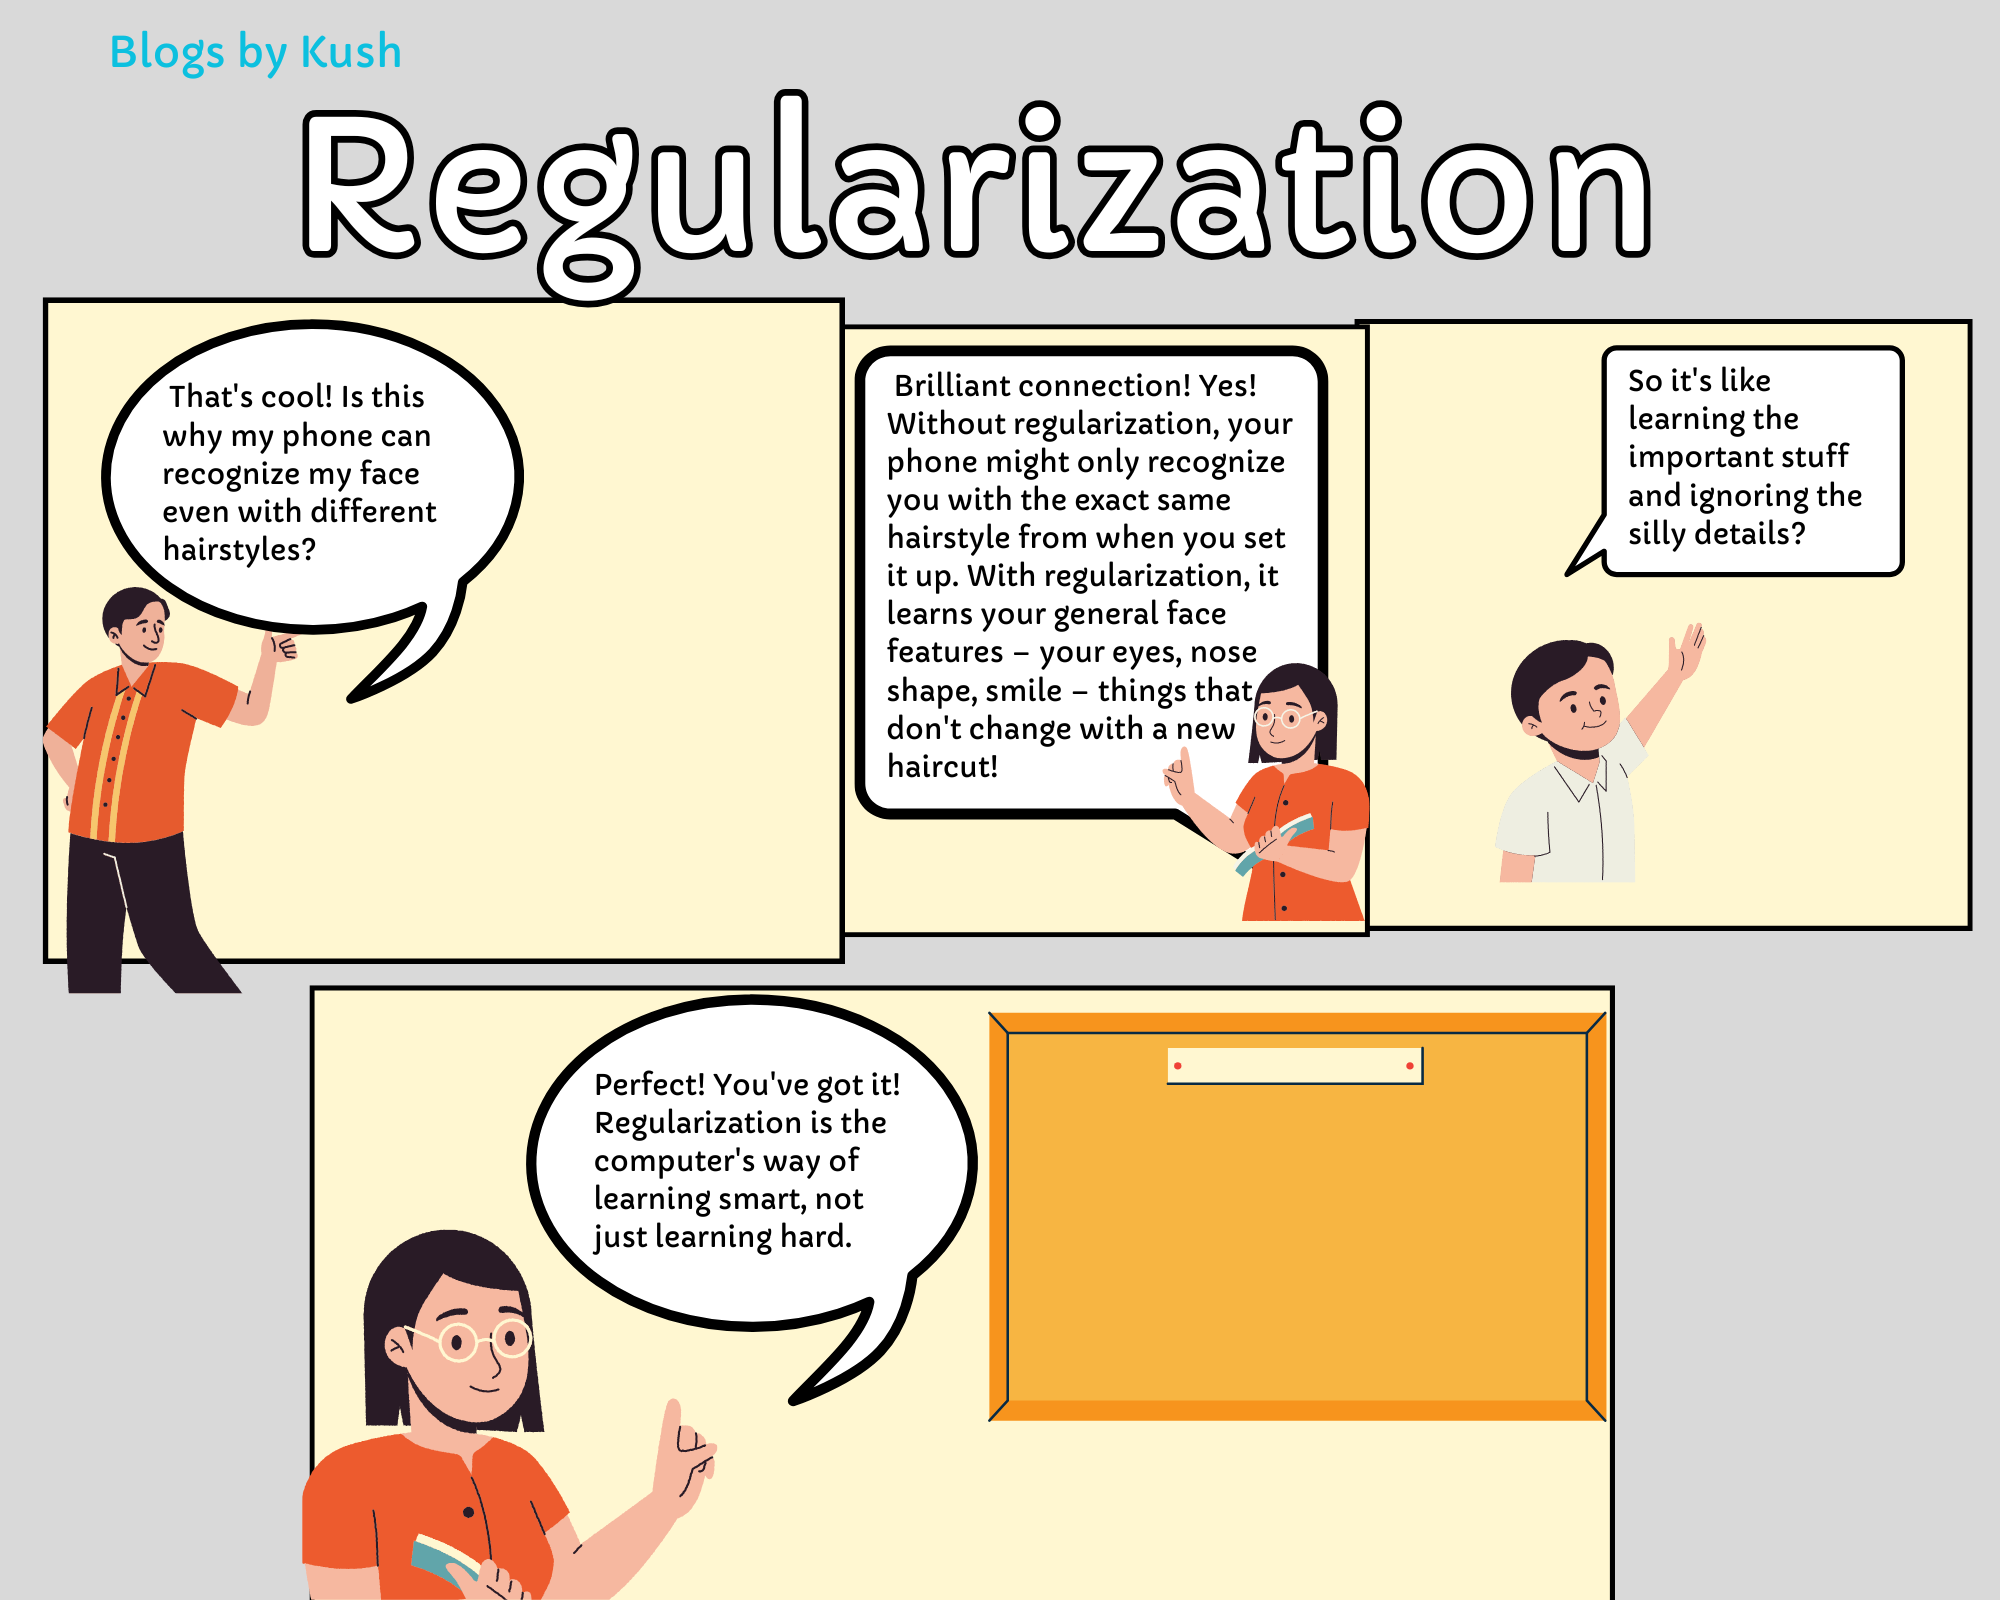 Blogs by Kush
Regularization
That's cool! Is this
why my phone can
recognize my face
even with different
hairstyles?
Brilliant connection! Yes!
Without regularization, your
phone might only recognize
you with the exact same
hairstyle from when you set
it up. With regularization, it
learns your general face
features – your eyes, nose
shape, smile – things that
don't change with a new
haircut!
So it's like
learning the
important stuff
and ignoring the
silly details?
Perfect! You've got it!
Regularization is the
computer's way of
learning smart, not
just learning hard.